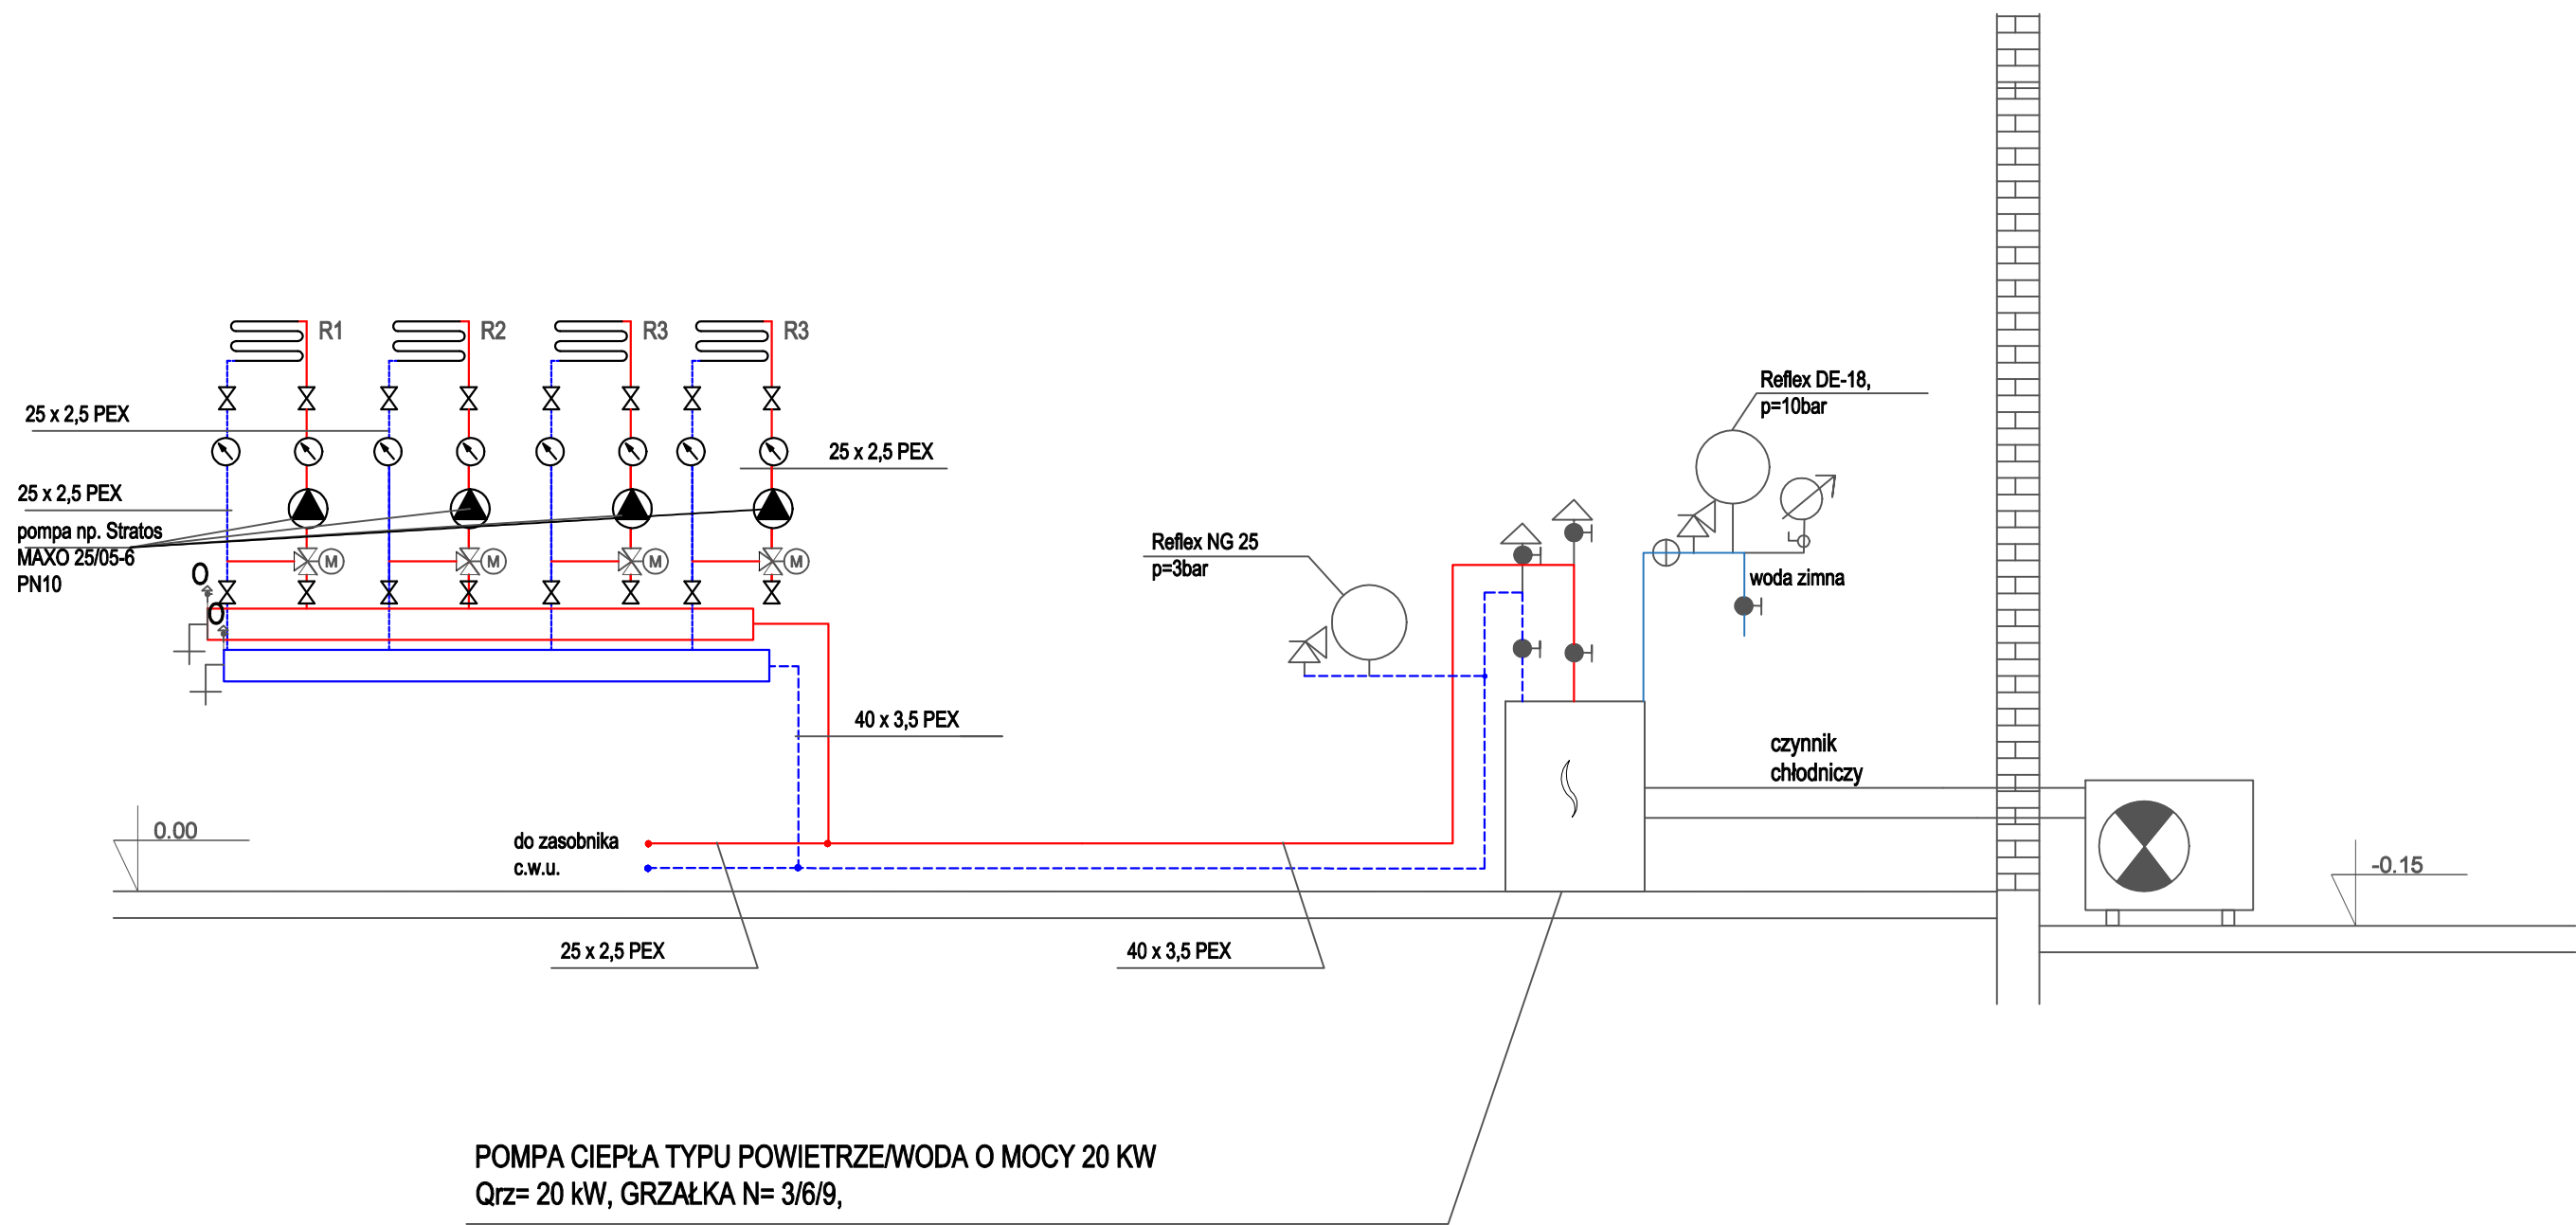 R1
R2
R3
R3
25 x 2,5 PEX
25 x 2,5 PEX
25 x 2,5 PEX
pompa np. Stratos
MAXO 25/05-6
PN10
M
M
M
M
O
O
40 x 3,5 PEX
0.00
do zasobnika
c.w.u.
25 x 2,5 PEX
40 x 3,5 PEX
Reflex NG 25
p=3bar
Reflex DE-18,
p=10bar
woda zimna
czynnik
chłodniczy
-0.15
POMPA CIEPŁA TYPU POWIETRZE/WODA O MOCY 20 KW
Qrz= 20 kW, GRZAŁKA N= 3/6/9,